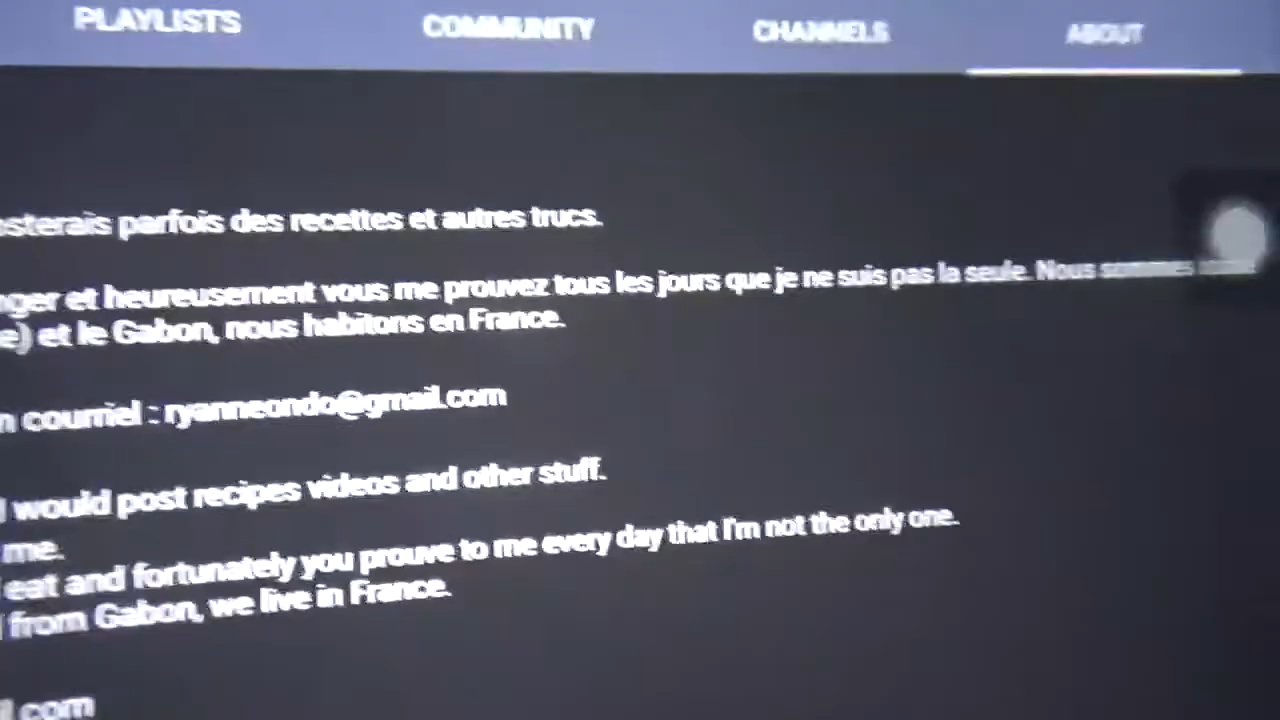 PLAYLISTS COMMUNITY CHANNELS ABOUT
osterais parfois des recettes et autres trucs.
nger et heureusement vous me prouvez tous les jours que je ne suis pas la seule. Nous sommes
e) et le Gabon, nous habitons en France.
n courriel : ryanneondo@gmail.com
I would post recipes videos and other stuff.
me.
eat and fortunately you prouve to me every day that I'm not the only one.
from Gabon, we live in France.
l.com